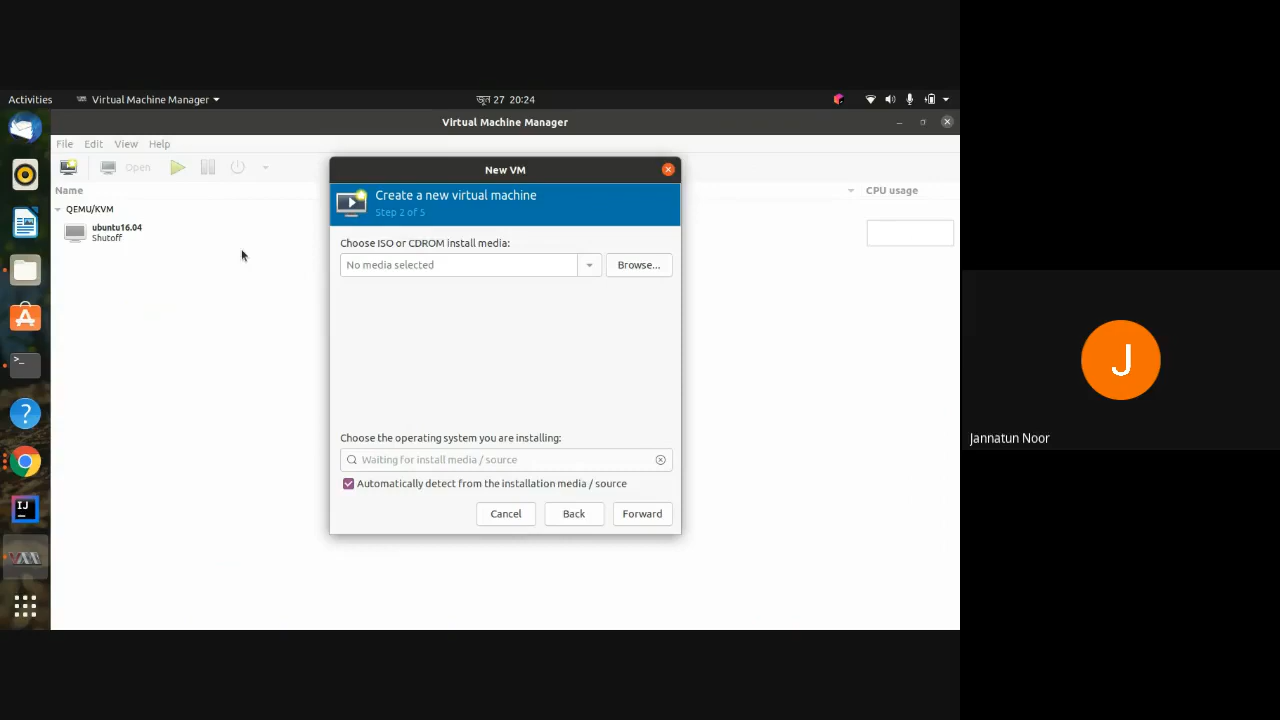 Activities Virtual Machine Manager জুন 27 20:24
Virtual Machine Manager
File Edit View Help
Open
Name CPU usage
QEMU/KVM
ubuntu16.04
Shutoff
New VM
Create a new virtual machine
Step 2 of 5
Choose ISO or CDROM install media:
No media selected Browse...
Choose the operating system you are installing:
Waiting for install media / source
Automatically detect from the installation media / source
Cancel Back Forward
J
Jannatun Noor